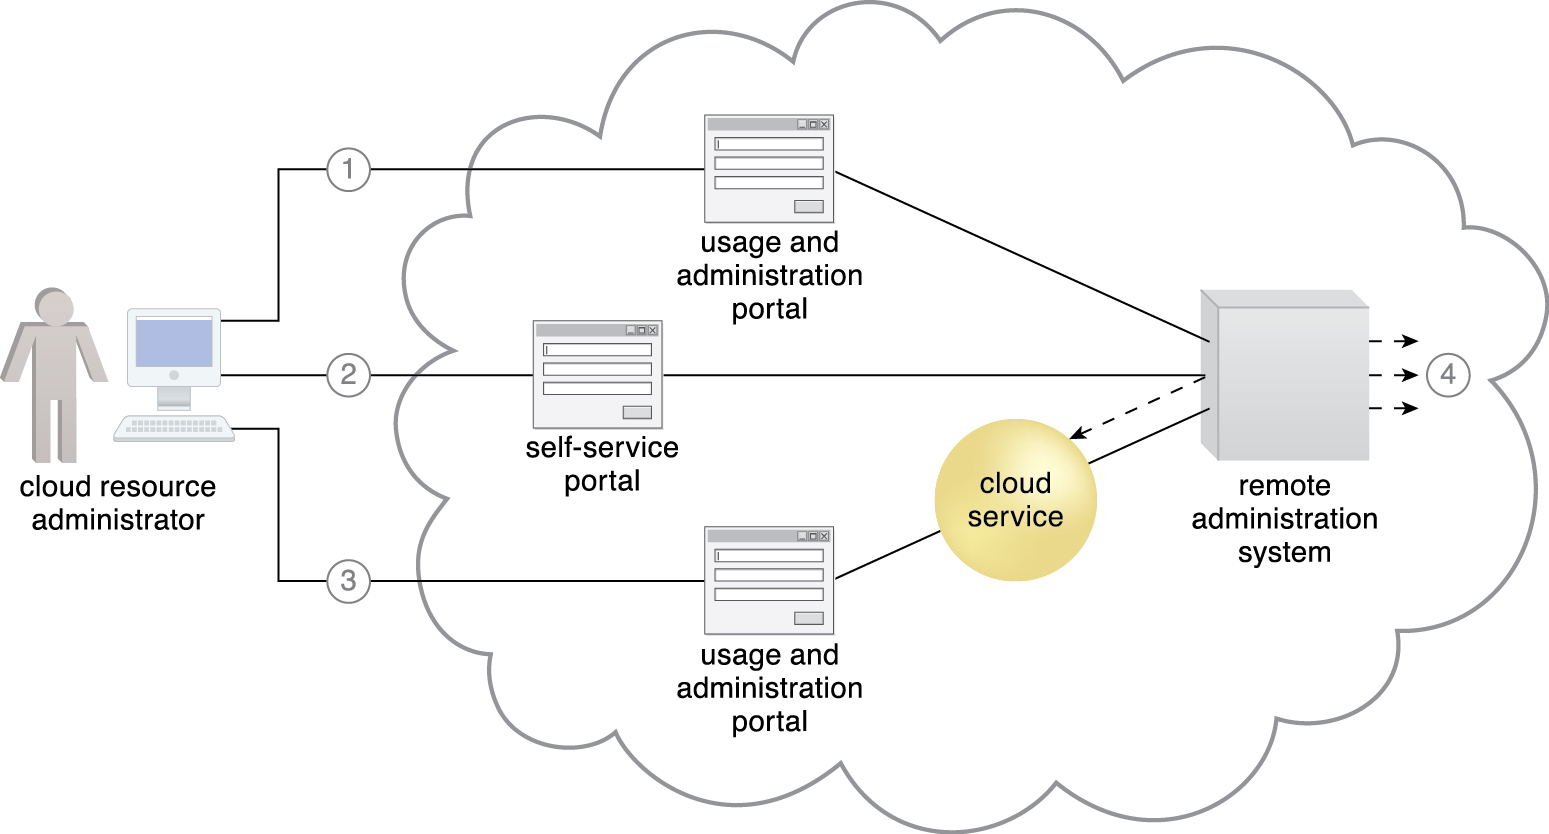 1
usage and
administration
portal
2
self-service
portal
4
cloud
service
cloud resource
administrator
remote
administration
system
3
usage and
administration
portal